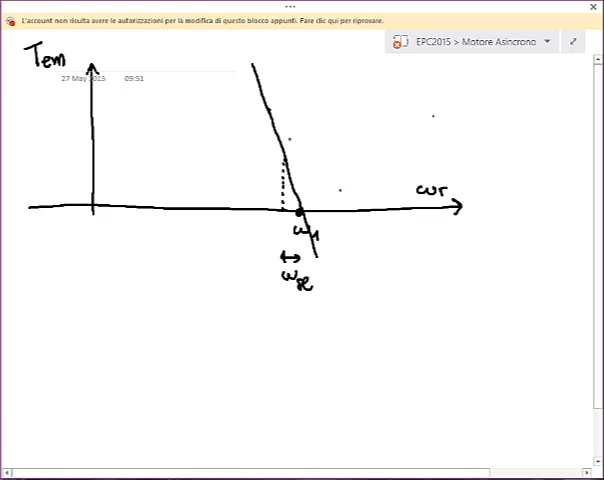 L'account non risulta avere le autorizzazioni per la modifica di questo blocco appunti. Fare clic qui per riprovare.
EPC2015 > Motore Asincrono
Tem
27 May 2015 09:51
ωr
ω1
ωsl